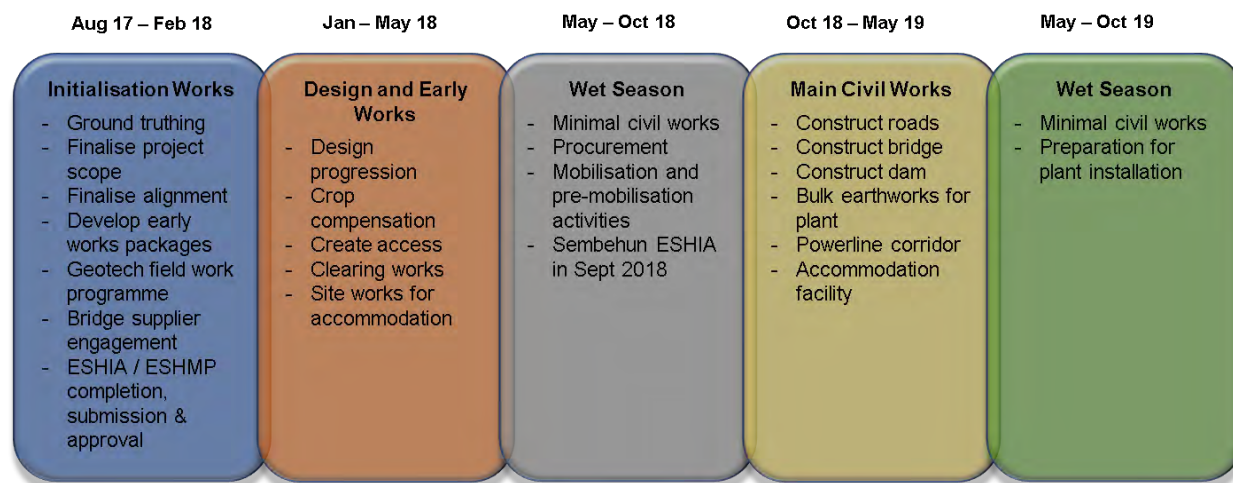 Aug 17 – Feb 18
Jan – May 18
May – Oct 18
Oct 18 – May 19
May – Oct 19
Initialisation Works
- Ground truthing
- Finalise project
scope
- Finalise alignment
- Develop early
works packages
- Geotech field work
programme
- Bridge supplier
engagement
- ESHIA / ESHMP
completion,
submission &
approval
Design and Early
Works
- Design
progression
- Crop
compensation
- Create access
- Clearing works
- Site works for
accommodation
Wet Season
- Minimal civil works
- Procurement
- Mobilisation and
pre-mobilisation
activities
- Sembehun ESHIA
in Sept 2018
Main Civil Works
- Construct roads
- Construct bridge
- Construct dam
- Bulk earthworks for
plant
- Powerline corridor
- Accommodation
facility
Wet Season
- Minimal civil works
- Preparation for
plant installation